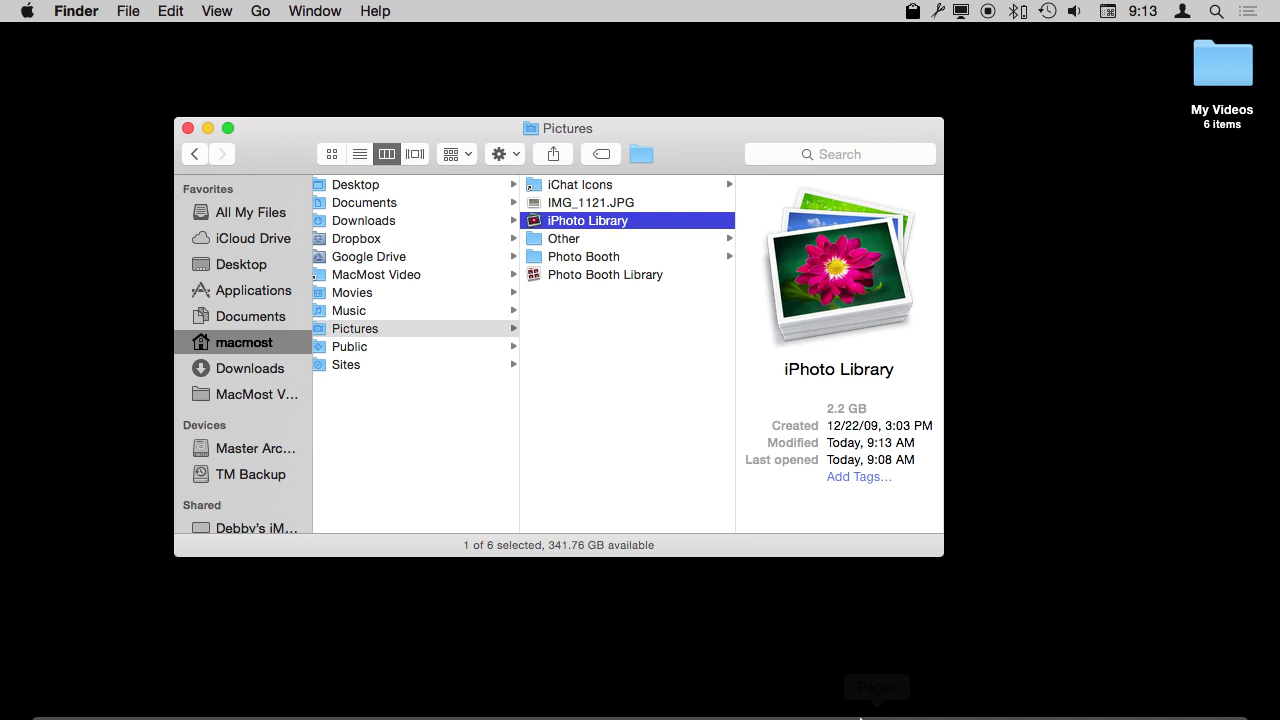 Finder File Edit View Go Window Help 9:13
My Videos
6 items
Pictures
Search
Favorites
All My Files
iCloud Drive
Desktop
Applications
Documents
macmost
Downloads
MacMost V...
Devices
Master Arc...
TM Backup
Shared
Debby's iM...
Desktop
Documents
Downloads
Dropbox
Google Drive
MacMost Video
Movies
Music
Pictures
Public
Sites
iChat Icons
IMG_1121.JPG
iPhoto Library
Other
Photo Booth
Photo Booth Library
iPhoto Library
2.2 GB
Created 12/22/09, 3:03 PM
Modified Today, 9:13 AM
Last opened Today, 9:08 AM
Add Tags...
1 of 6 selected, 341.76 GB available
Pages